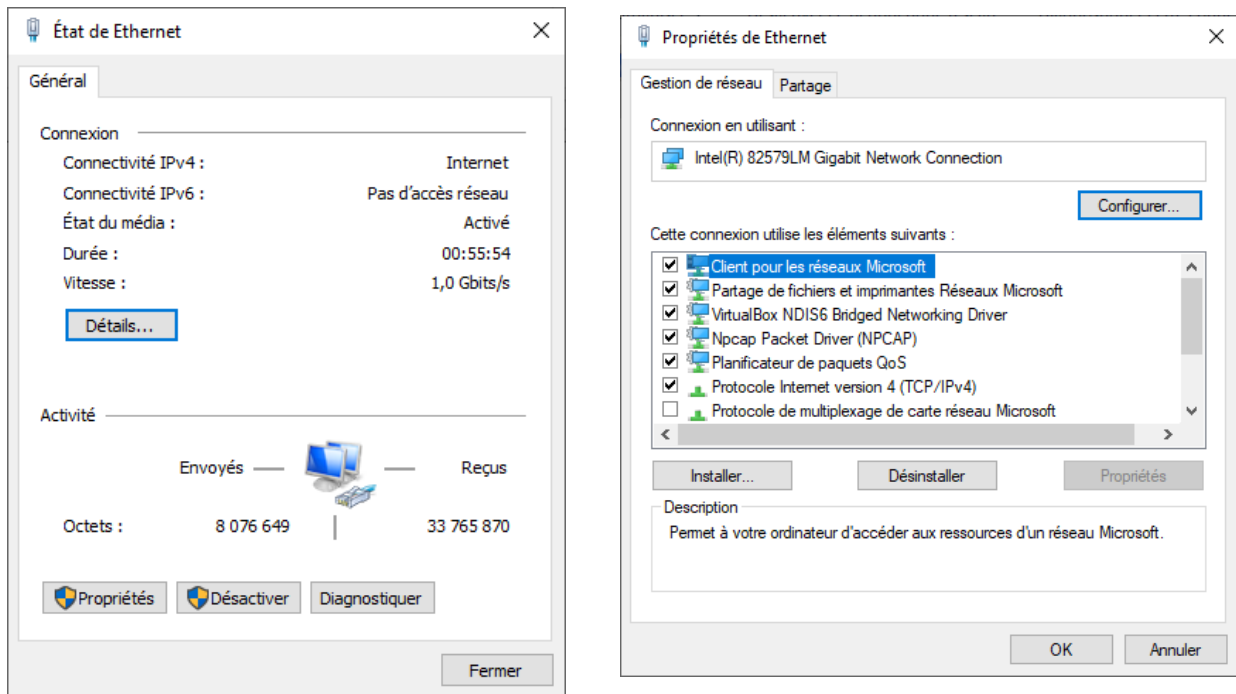 État de Ethernet
Général
Connexion
Connectivité IPv4 : Internet
Connectivité IPv6 : Pas d'accès réseau
État du média : Activé
Durée : 00:55:54
Vitesse : 1,0 Gbits/s
Détails...
Activité
Envoyés Reçus
Octets : 8 076 649 33 765 870
Propriétés Désactiver Diagnostiquer
Fermer
Propriétés de Ethernet
Gestion de réseau Partage
Connexion en utilisant :
Intel(R) 82579LM Gigabit Network Connection
Configurer...
Cette connexion utilise les éléments suivants :
Client pour les réseaux Microsoft
Partage de fichiers et imprimantes Réseaux Microsoft
VirtualBox NDIS6 Bridged Networking Driver
Npcap Packet Driver (NPCAP)
Planificateur de paquets QoS
Protocole Internet version 4 (TCP/IPv4)
Protocole de multiplexage de carte réseau Microsoft
Installer... Désinstaller Propriétés
Description
Permet à votre ordinateur d'accéder aux ressources d'un réseau Microsoft.
OK Annuler